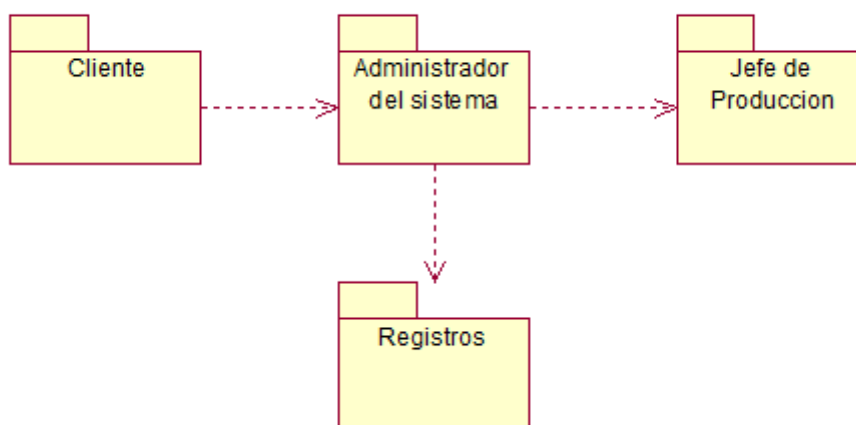 Cliente
Administrador
del sistema
Jefe de
Produccion
Registros